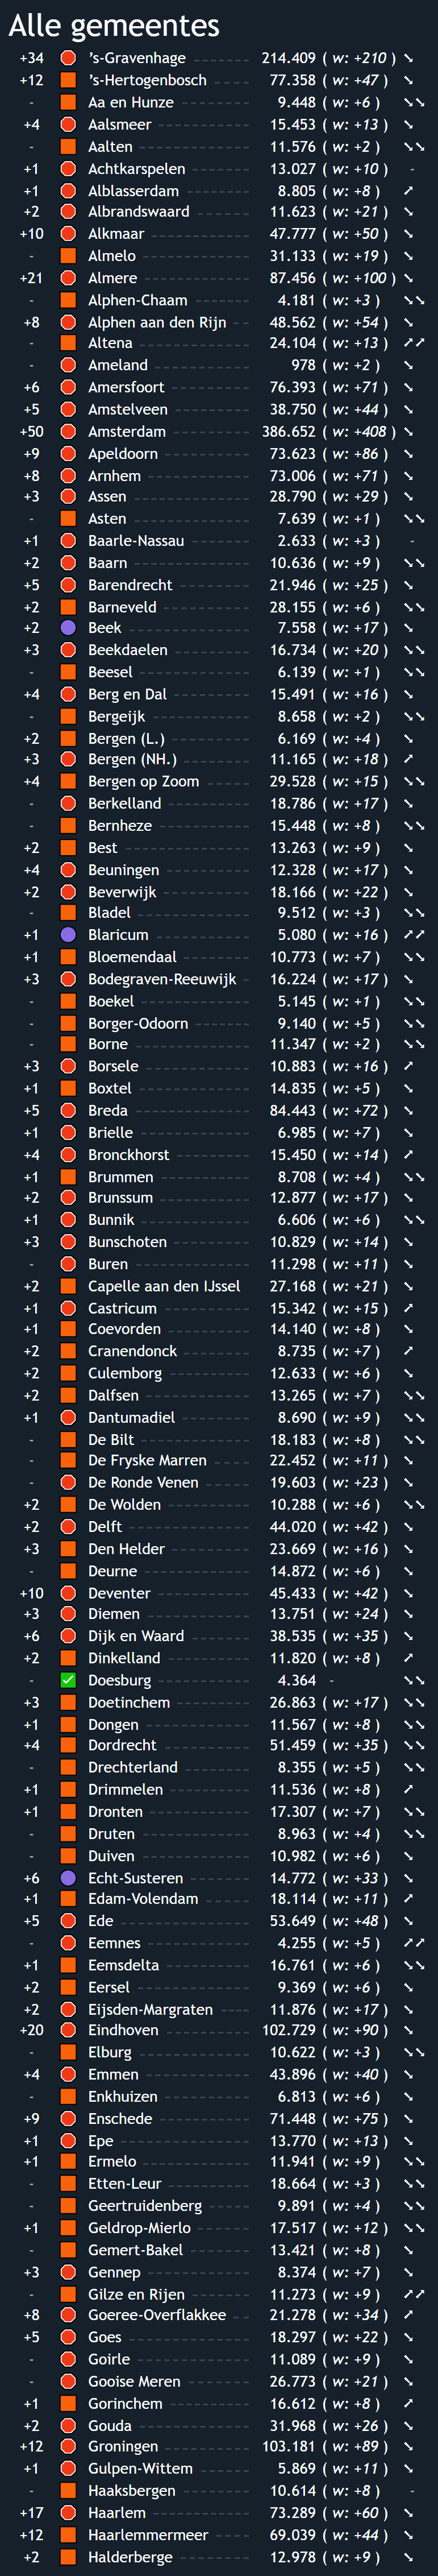 Alle gemeentes
+34 's-Gravenhage 214.409 ( w: +210 ) ➘
+12 's-Hertogenbosch 77.358 ( w: +47 ) ➘
- Aa en Hunze 9.448 ( w: +6 ) ➘➘
+4 Aalsmeer 15.453 ( w: +13 ) ➘
- Aalten 11.576 ( w: +2 ) ➘➘
+1 Achtkarspelen 13.027 ( w: +10 ) -
+1 Alblasserdam 8.805 ( w: +8 ) ➚
+2 Albrandswaard 11.623 ( w: +21 ) ➘
+10 Alkmaar 47.777 ( w: +50 ) ➘
- Almelo 31.133 ( w: +19 ) ➘
+21 Almere 87.456 ( w: +100 ) ➘
- Alphen-Chaam 4.181 ( w: +3 ) ➘➘
+8 Alphen aan den Rijn 48.562 ( w: +54 ) ➘
- Altena 24.104 ( w: +13 ) ➚➚
- Ameland 978 ( w: +2 ) ➘
+6 Amersfoort 76.393 ( w: +71 ) ➘
+5 Amstelveen 38.750 ( w: +44 ) ➘
+50 Amsterdam 386.652 ( w: +408 ) ➘
+9 Apeldoorn 73.623 ( w: +86 ) ➘
+8 Arnhem 73.006 ( w: +71 ) ➘
+3 Assen 28.790 ( w: +29 ) ➘
- Asten 7.639 ( w: +1 ) ➘➘
+1 Baarle-Nassau 2.633 ( w: +3 ) -
+2 Baarn 10.636 ( w: +9 ) ➘➘
+5 Barendrecht 21.946 ( w: +25 ) ➘
+2 Barneveld 28.155 ( w: +6 ) ➘➘
+2 Beek 7.558 ( w: +17 ) ➘
+3 Beekdaelen 16.734 ( w: +20 ) ➘➘
- Beesel 6.139 ( w: +1 ) ➘➘
+4 Berg en Dal 15.491 ( w: +16 ) ➘
- Bergeijk 8.658 ( w: +2 ) ➘➘
+2 Bergen (L.) 6.169 ( w: +4 ) ➘
+3 Bergen (NH.) 11.165 ( w: +18 ) ➚
+4 Bergen op Zoom 29.528 ( w: +15 ) ➘➘
- Berkelland 18.786 ( w: +17 ) ➘
- Bernheze 15.448 ( w: +8 ) ➘➘
+2 Best 13.263 ( w: +9 ) ➘
+4 Beuningen 12.328 ( w: +17 ) ➘
+2 Beverwijk 18.166 ( w: +22 ) ➘
- Bladel 9.512 ( w: +3 ) ➘➘
+1 Blaricum 5.080 ( w: +16 ) ➚➚
+1 Bloemendaal 10.773 ( w: +7 ) ➘➘
+3 Bodegraven-Reeuwijk 16.224 ( w: +17 ) ➘
- Boekel 5.145 ( w: +1 ) ➘➘
- Borger-Odoorn 9.140 ( w: +5 ) ➘➘
- Borne 11.347 ( w: +2 ) ➘➘
+3 Borsele 10.883 ( w: +16 ) ➚
+1 Boxtel 14.835 ( w: +5 ) ➘
+5 Breda 84.443 ( w: +72 ) ➘
+1 Brielle 6.985 ( w: +7 ) ➘
+4 Bronckhorst 15.450 ( w: +14 ) ➚
+1 Brummen 8.708 ( w: +4 ) ➘➘
+2 Brunssum 12.877 ( w: +17 ) ➘
+1 Bunnik 6.606 ( w: +6 ) ➘➘
+3 Bunschoten 10.829 ( w: +14 ) ➘
- Buren 11.298 ( w: +11 ) ➘
+2 Capelle aan den IJssel 27.168 ( w: +21 ) ➘
+1 Castricum 15.342 ( w: +15 ) ➚
+1 Coevorden 14.140 ( w: +8 ) ➘
+2 Cranendonck 8.735 ( w: +7 ) ➚
+2 Culemborg 12.633 ( w: +6 ) ➘
+2 Dalfsen 13.265 ( w: +7 ) ➘➘
+1 Dantumadiel 8.690 ( w: +9 ) ➘➘
- De Bilt 18.183 ( w: +8 ) ➘➘
- De Fryske Marren 22.452 ( w: +11 ) ➘
- De Ronde Venen 19.603 ( w: +23 ) ➘
+2 De Wolden 10.288 ( w: +6 ) ➘➘
+2 Delft 44.020 ( w: +42 ) ➘
+3 Den Helder 23.669 ( w: +16 ) ➘
- Deurne 14.872 ( w: +6 ) ➘
+10 Deventer 45.433 ( w: +42 ) ➘
+3 Diemen 13.751 ( w: +24 ) ➘
+6 Dijk en Waard 38.535 ( w: +35 ) ➘
+2 Dinkelland 11.820 ( w: +8 ) ➚
- Doesburg 4.364 - ➘➘
+3 Doetinchem 26.863 ( w: +17 ) ➘➘
+1 Dongen 11.567 ( w: +8 ) ➘➘
+4 Dordrecht 51.459 ( w: +35 ) ➘➘
- Drechterland 8.355 ( w: +5 ) ➘➘
+1 Drimmelen 11.536 ( w: +8 ) ➚
+1 Dronten 17.307 ( w: +7 ) ➘➘
- Druten 8.963 ( w: +4 ) ➘➘
- Duiven 10.982 ( w: +6 ) ➘
+6 Echt-Susteren 14.772 ( w: +33 ) ➘
+1 Edam-Volendam 18.114 ( w: +11 ) ➚
+5 Ede 53.649 ( w: +48 ) ➘
- Eemnes 4.255 ( w: +5 ) ➚➚
+1 Eemsdelta 16.761 ( w: +6 ) ➘➘
+2 Eersel 9.369 ( w: +6 ) ➘
+2 Eijsden-Margraten 11.876 ( w: +17 ) ➘
+20 Eindhoven 102.729 ( w: +90 ) ➘
- Elburg 10.622 ( w: +3 ) ➘➘
+4 Emmen 43.896 ( w: +40 ) ➘
- Enkhuizen 6.813 ( w: +6 ) ➘
+9 Enschede 71.448 ( w: +75 ) ➘
+1 Epe 13.770 ( w: +13 ) ➘
+1 Ermelo 11.941 ( w: +9 ) ➘➘
- Etten-Leur 18.664 ( w: +3 ) ➘➘
- Geertruidenberg 9.891 ( w: +4 ) ➘➘
+1 Geldrop-Mierlo 17.517 ( w: +12 ) ➘➘
- Gemert-Bakel 13.421 ( w: +8 ) ➘
+3 Gennep 8.374 ( w: +7 ) ➘
- Gilze en Rijen 11.273 ( w: +9 ) ➚➚
+8 Goeree-Overflakkee 21.278 ( w: +34 ) ➚
+5 Goes 18.297 ( w: +22 ) ➘
- Goirle 11.089 ( w: +9 ) ➘
- Gooise Meren 26.773 ( w: +21 ) ➘
+1 Gorinchem 16.612 ( w: +8 ) ➚
+2 Gouda 31.968 ( w: +26 ) ➘
+12 Groningen 103.181 ( w: +89 ) ➘
+1 Gulpen-Wittem 5.869 ( w: +11 ) ➘
- Haaksbergen 10.614 ( w: +8 ) -
+17 Haarlem 73.289 ( w: +60 ) ➘
+12 Haarlemmermeer 69.039 ( w: +44 ) ➘
+2 Halderberge 12.978 ( w: +9 ) ➘